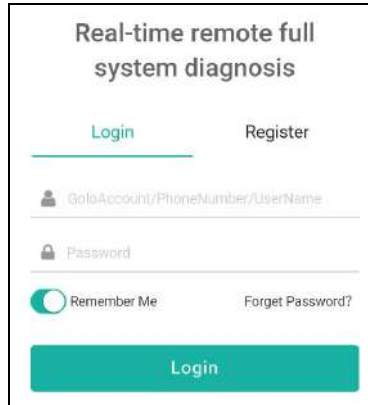 Real-time remote full
system diagnosis
Login Register
GoloAccount/PhoneNumber/UserName
Password
Remember Me Forget Password?
Login